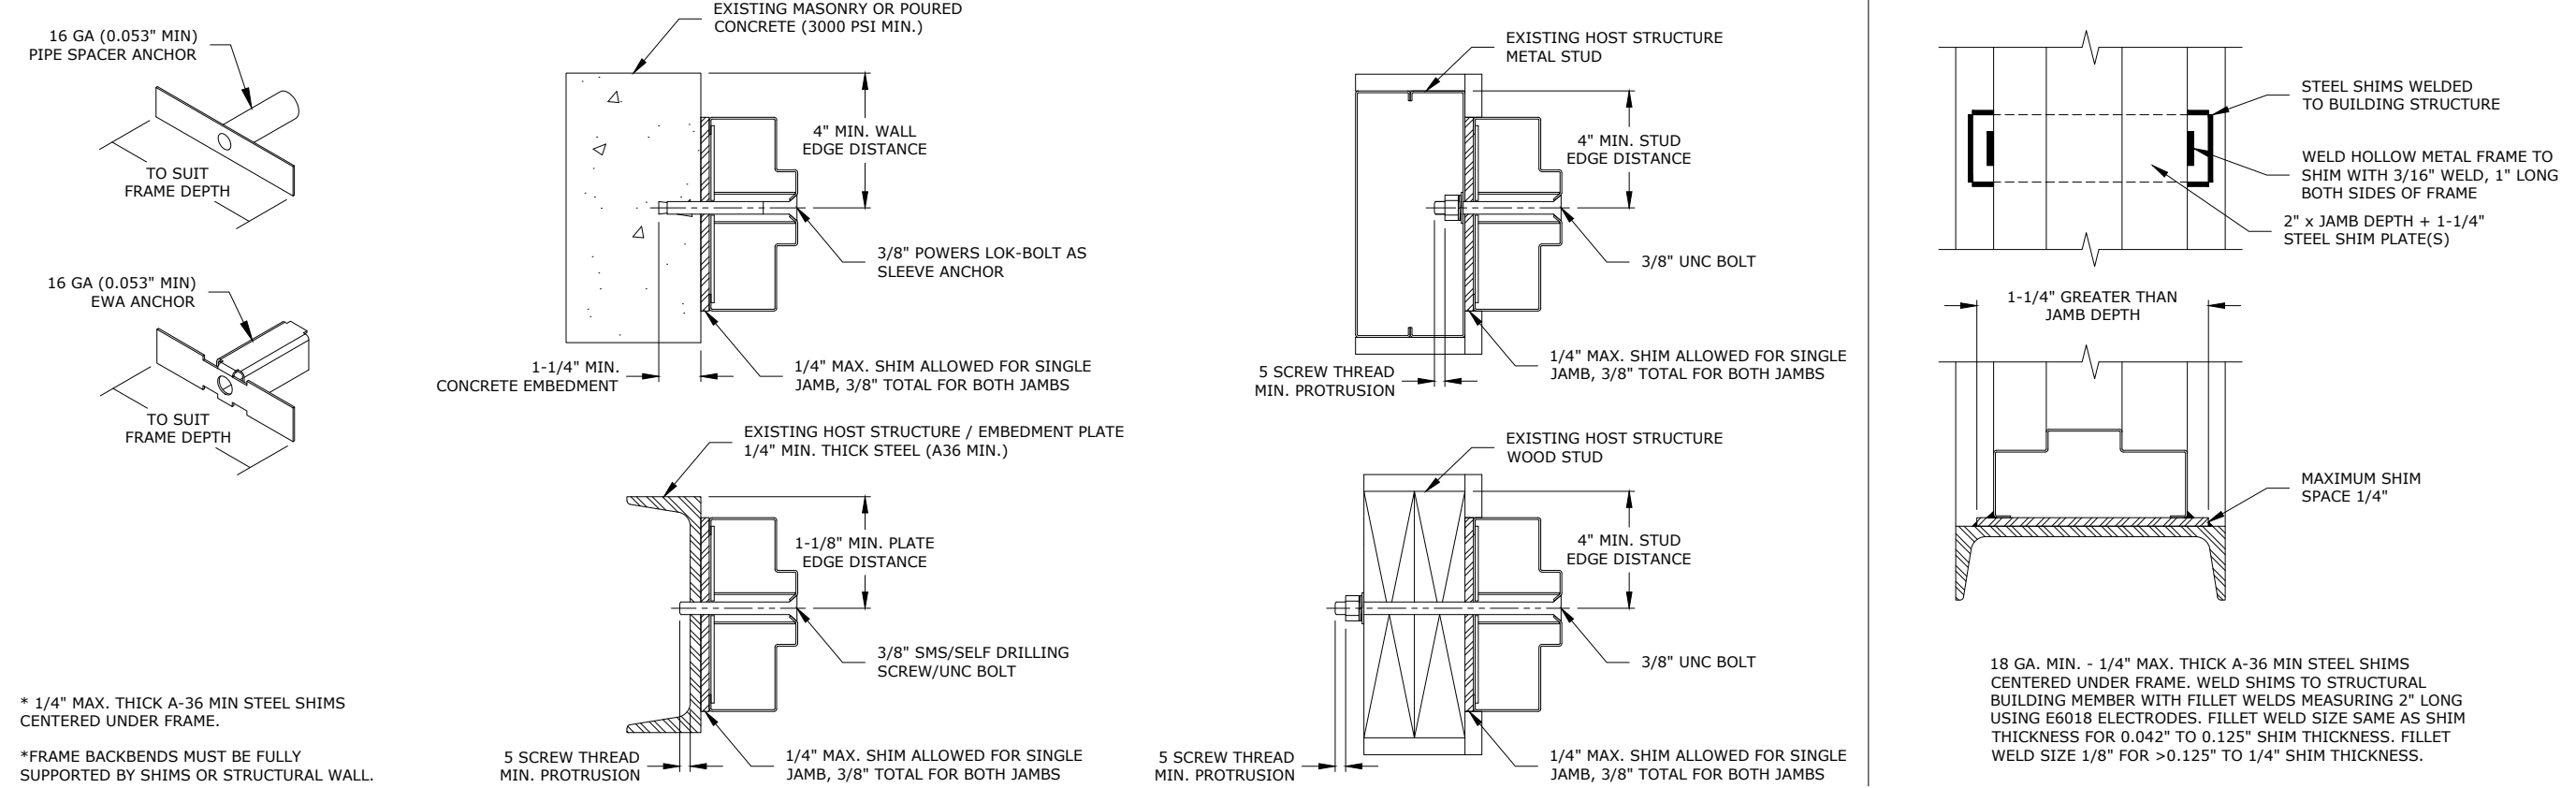 16 GA (0.053" MIN)
PIPE SPACER ANCHOR
TO SUIT
FRAME DEPTH
16 GA (0.053" MIN)
EWA ANCHOR
TO SUIT
FRAME DEPTH
* 1/4" MAX. THICK A-36 MIN STEEL SHIMS
CENTERED UNDER FRAME.
*FRAME BACKBENDS MUST BE FULLY
SUPPORTED BY SHIMS OR STRUCTURAL WALL.
EXISTING MASONRY OR POURED
CONCRETE (3000 PSI MIN.)
4" MIN. WALL
EDGE DISTANCE
3/8" POWERS LOK-BOLT AS
SLEEVE ANCHOR
1-1/4" MIN.
CONCRETE EMBEDMENT
1/4" MAX. SHIM ALLOWED FOR SINGLE
JAMB, 3/8" TOTAL FOR BOTH JAMBS
EXISTING HOST STRUCTURE / EMBEDMENT PLATE
1/4" MIN. THICK STEEL (A36 MIN.)
1-1/8" MIN. PLATE
EDGE DISTANCE
3/8" SMS/SELF DRILLING
SCREW/UNC BOLT
5 SCREW THREAD
MIN. PROTRUSION
1/4" MAX. SHIM ALLOWED FOR SINGLE
JAMB, 3/8" TOTAL FOR BOTH JAMBS
EXISTING HOST STRUCTURE
METAL STUD
4" MIN. STUD
EDGE DISTANCE
3/8" UNC BOLT
5 SCREW THREAD
MIN. PROTRUSION
1/4" MAX. SHIM ALLOWED FOR SINGLE
JAMB, 3/8" TOTAL FOR BOTH JAMBS
EXISTING HOST STRUCTURE
WOOD STUD
4" MIN. STUD
EDGE DISTANCE
3/8" UNC BOLT
5 SCREW THREAD
MIN. PROTRUSION
1/4" MAX. SHIM ALLOWED FOR SINGLE
JAMB, 3/8" TOTAL FOR BOTH JAMBS
STEEL SHIMS WELDED
TO BUILDING STRUCTURE
WELD HOLLOW METAL FRAME TO
SHIM WITH 3/16" WELD, 1" LONG
BOTH SIDES OF FRAME
2" x JAMB DEPTH + 1-1/4"
STEEL SHIM PLATE(S)
1-1/4" GREATER THAN
JAMB DEPTH
MAXIMUM SHIM
SPACE 1/4"
18 GA. MIN. - 1/4" MAX. THICK A-36 MIN STEEL SHIMS
CENTERED UNDER FRAME. WELD SHIMS TO STRUCTURAL
BUILDING MEMBER WITH FILLET WELDS MEASURING 2" LONG
USING E6018 ELECTRODES. FILLET WELD SIZE SAME AS SHIM
THICKNESS FOR 0.042" TO 0.125" SHIM THICKNESS. FILLET
WELD SIZE 1/8" FOR >0.125" TO 1/4" SHIM THICKNESS.